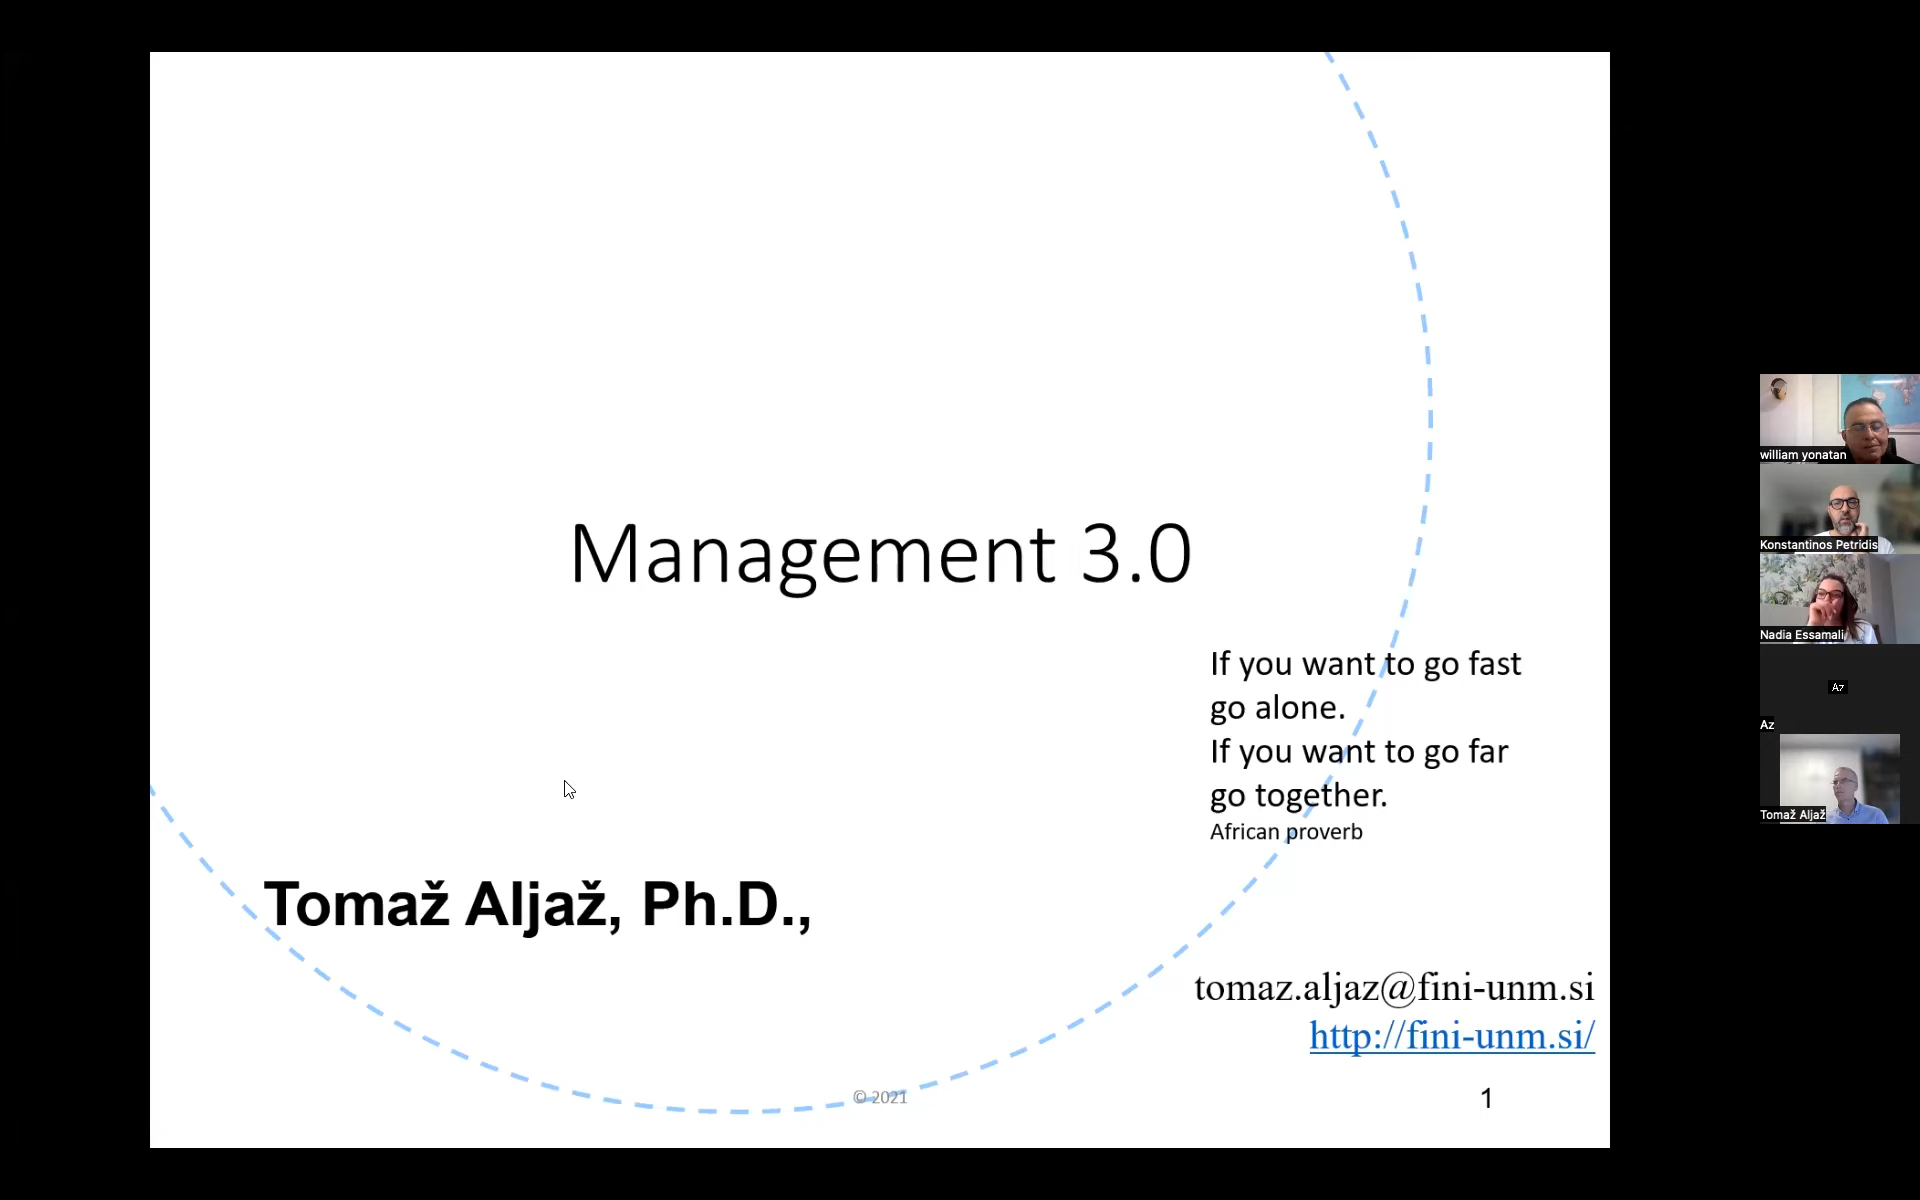 Management 3.0
If you want to go fast
go alone.
If you want to go far
go together.
African proverb
Tomaž Aljaž, Ph.D.,
tomaz.aljaz@fini-unm.si
http://fini-unm.si/
© 2021
1
william yonatan
Konstantinos Petridis
Nadia Essamali
Az
Az
Tomaž Aljaž